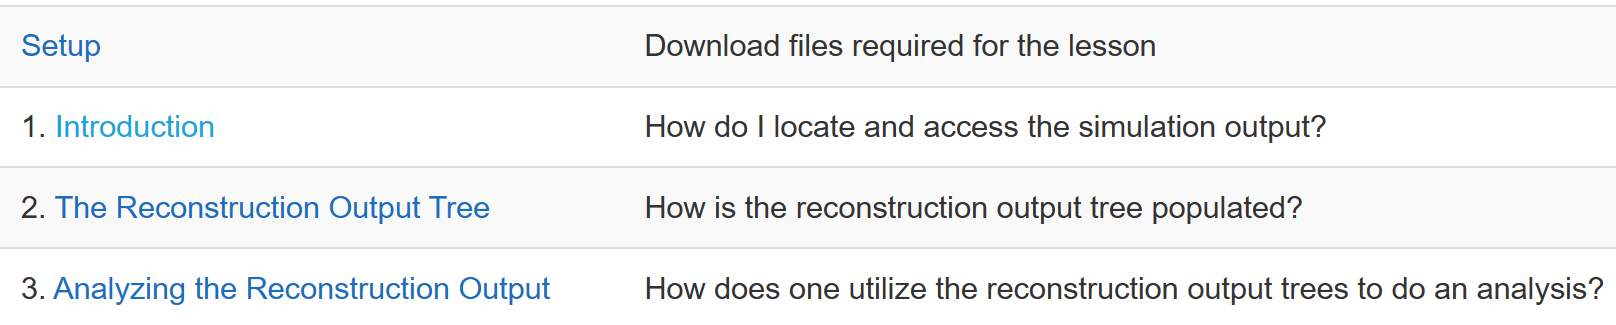 Setup Download files required for the lesson
1. Introduction How do I locate and access the simulation output?
2. The Reconstruction Output Tree How is the reconstruction output tree populated?
3. Analyzing the Reconstruction Output How does one utilize the reconstruction output trees to do an analysis?